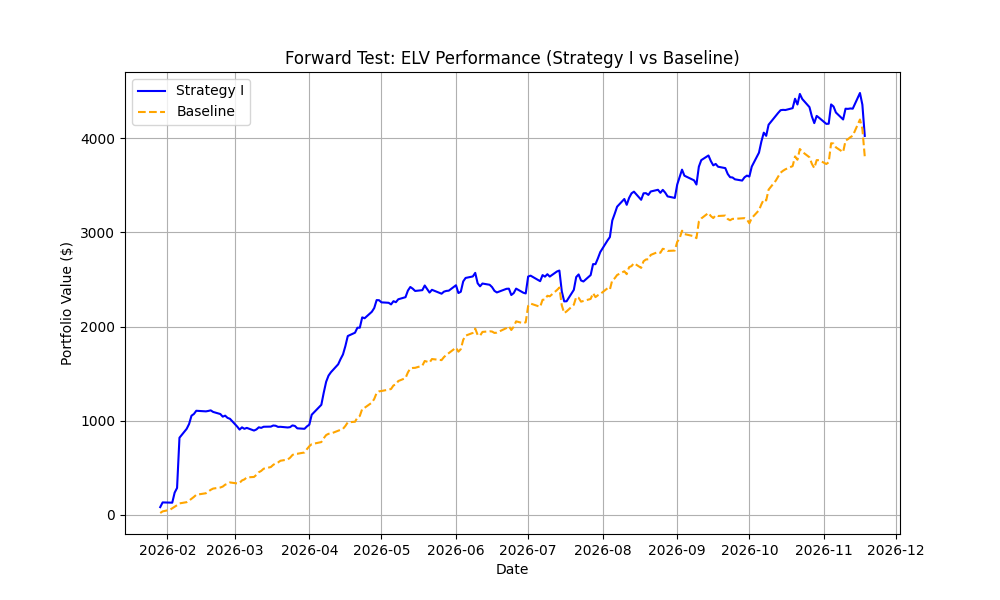 Forward Test: ELV Performance (Strategy I vs Baseline)
Strategy I
Baseline
Portfolio Value ($)
4000
3000
2000
1000
0
2026-02 2026-03 2026-04 2026-05 2026-06 2026-07 2026-08 2026-09 2026-10 2026-11 2026-12
Date